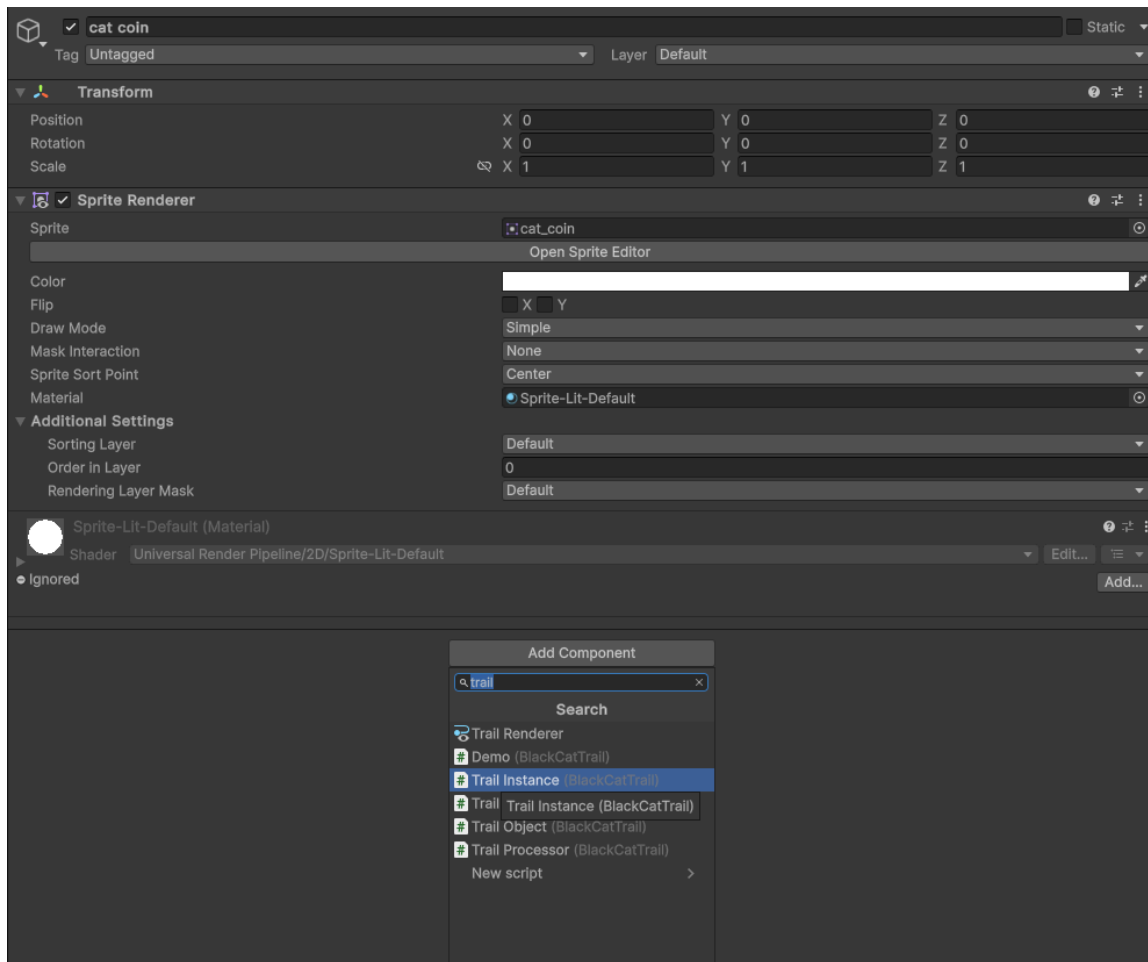 cat coin Static
Tag Untagged Layer Default
Transform
Position X 0 Y 0 Z 0
Rotation X 0 Y 0 Z 0
Scale X 1 Y 1 Z 1
Sprite Renderer
Sprite cat_coin
Open Sprite Editor
Color
Flip X Y
Draw Mode Simple
Mask Interaction None
Sprite Sort Point Center
Material Sprite-Lit-Default
Additional Settings
Sorting Layer Default
Order in Layer 0
Rendering Layer Mask Default
Sprite-Lit-Default (Material)
Shader Universal Render Pipeline/2D/Sprite-Lit-Default Edit...
Ignored Add...
Add Component
trail
Search
Trail Renderer
Demo (BlackCatTrail)
Trail Instance (BlackCatTrail)
Trail Trail Instance (BlackCatTrail)
Trail Object (BlackCatTrail)
Trail Processor (BlackCatTrail)
New script